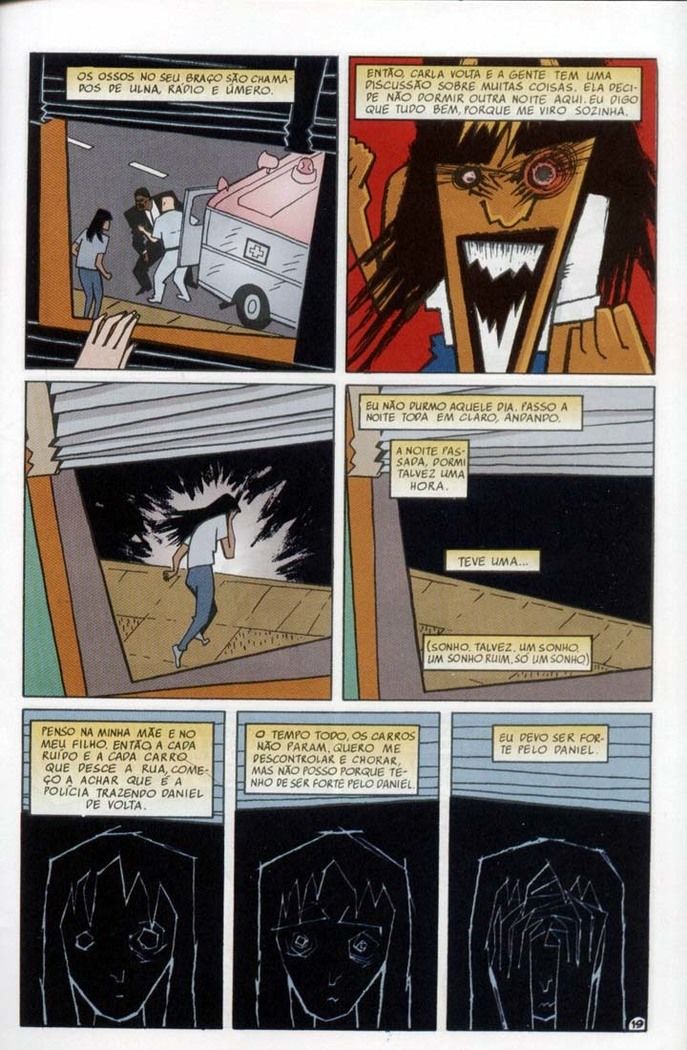 OS OSSOS NO SEU BRAÇO SÃO CHAMA-
DOS DE ULNA, RÁDIO E ÚMERO.
ENTÃO, CARLA VOLTA E A GENTE TEM UMA
DISCUSSÃO SOBRE MUITAS COISAS. ELA DECI-
DE NÃO DORMIR OUTRA NOITE AQUI. EU DIGO
QUE TUDO BEM, PORQUE ME VIRO SOZINHA.
EU NÃO DURMO AQUELE DIA. PASSO A
NOITE TODA EM CLARO, ANDANDO.
A NOITE PAS-
SADA, DORMI
TALVEZ UMA
HORA.
TEVE UMA...
(SONHO, TALVEZ, UM SONHO,
UM SONHO RUIM, SÓ UM SONHO)
PENSO NA MINHA MÃE E NO
MEU FILHO. ENTÃO A CADA
RUÍDO E A CADA CARRO
QUE DESCE A RUA, COME-
ÇO A ACHAR QUE É A
POLÍCIA TRAZENDO DANIEL
DE VOLTA.
O TEMPO TODO, OS CARROS
NÃO PARAM, QUERO ME
DESCONTROLAR E CHORAR,
MAS NÃO POSSO PORQUE TE-
NHO DE SER FORTE PELO DANIEL.
EU DEVO SER FOR-
TE PELO DANIEL.
19